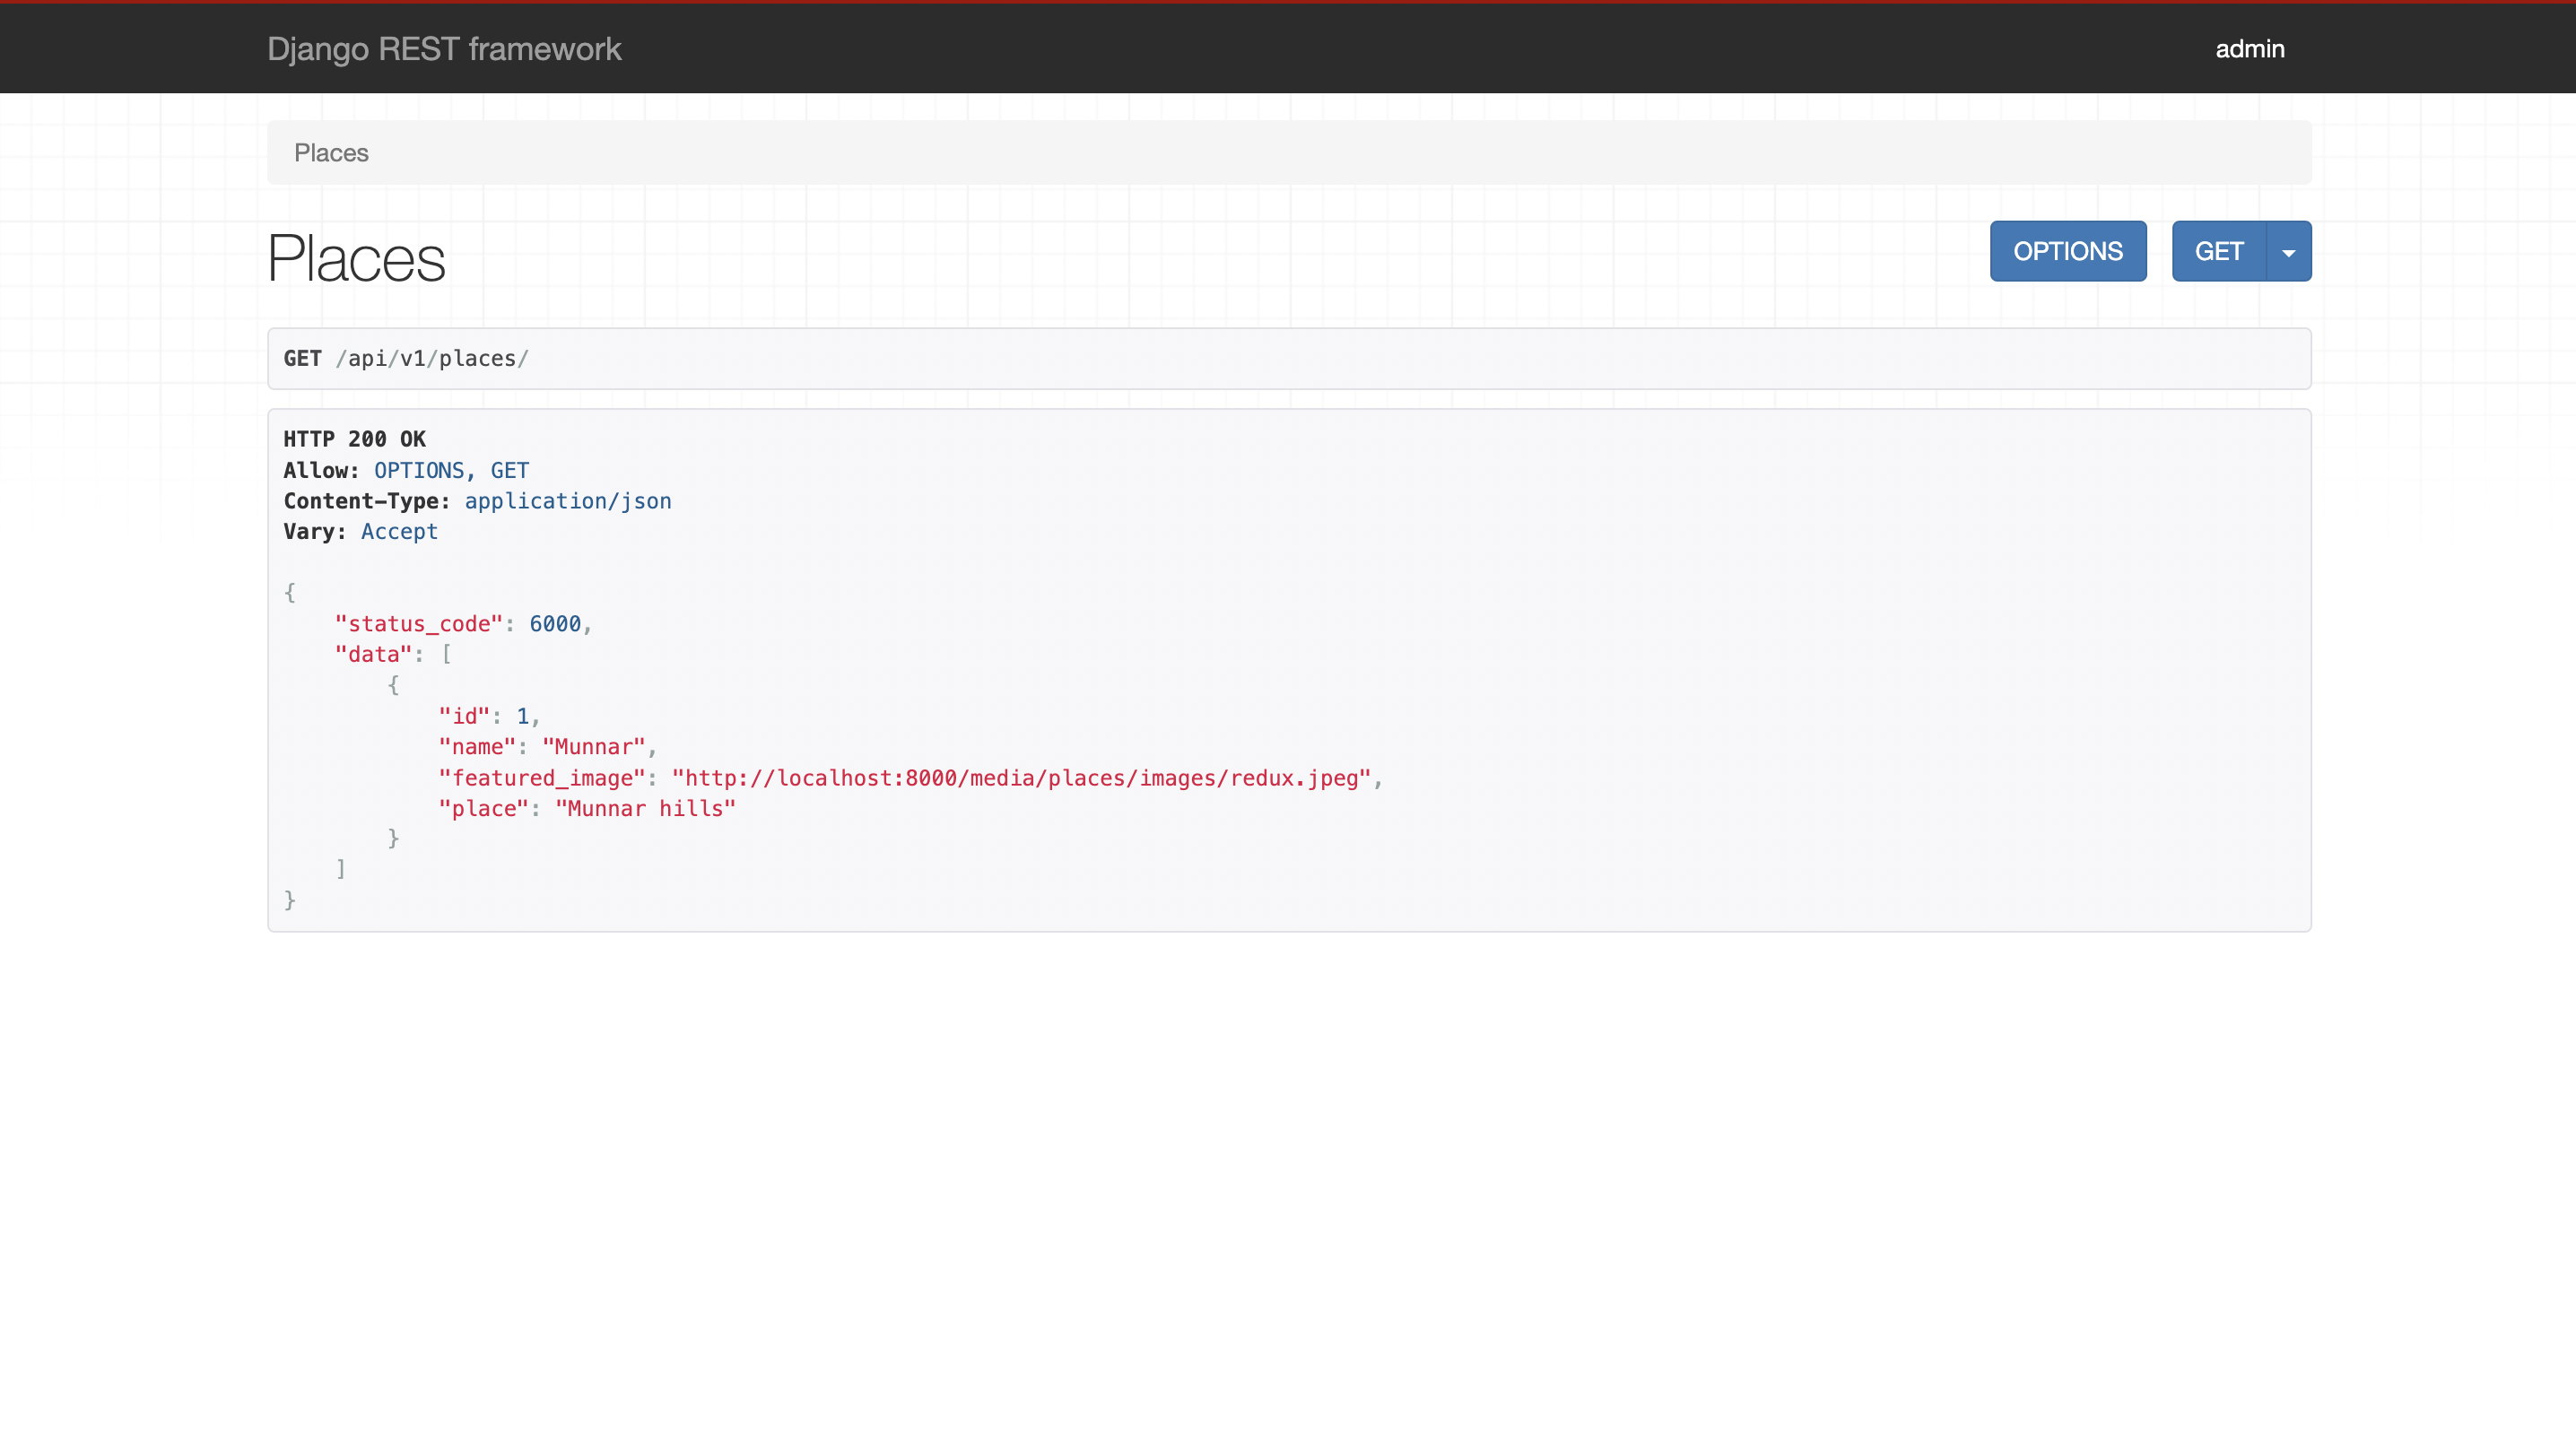 Django REST framework
admin
Places
Places
OPTIONS
GET
GET /api/v1/places/
HTTP 200 OK
Allow: OPTIONS, GET
Content-Type: application/json
Vary: Accept
{
    "status_code": 6000,
    "data": [
        {
            "id": 1,
            "name": "Munnar",
            "featured_image": "http://localhost:8000/media/places/images/redux.jpeg",
            "place": "Munnar hills"
        }
    ]
}